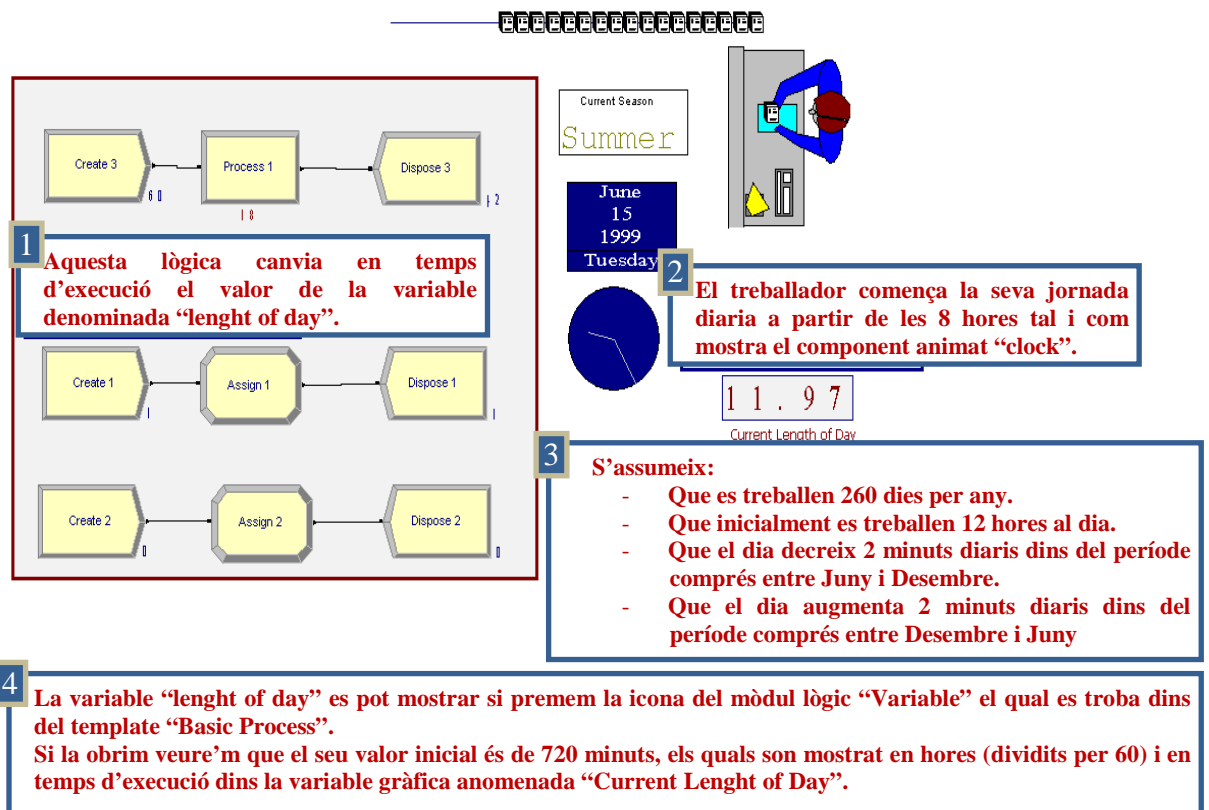 Current Season
Summer
Create 3
Process 1
Dispose 3
60
18
42
June
15
1999
Tuesday
1
Aquesta lògica canvia en temps
d'execució el valor de la variable
denominada “lenght of day”.
2
El treballador comença la seva jornada
diaria a partir de les 8 hores tal i com
mostra el component animat “clock”.
Create 1
Assign 1
Dispose 1
1
1
11.97
Current Length of Day
3
S’assumeix:
- Que es treballen 260 dies per any.
- Que inicialment es treballen 12 hores al dia.
- Que el dia decreix 2 minuts diaris dins del període
comprés entre Juny i Desembre.
- Que el dia augmenta 2 minuts diaris dins del
període comprés entre Desembre i Juny
Create 2
Assign 2
Dispose 2
0
0
4
La variable “lenght of day” es pot mostrar si premem la icona del mòdul lògic “Variable” el qual es troba dins
del template “Basic Process”.
Si la obrim veure’m que el seu valor inicial és de 720 minuts, els quals son mostrat en hores (dividits per 60) i en
temps d’execució dins la variable gràfica anomenada “Current Lenght of Day”.